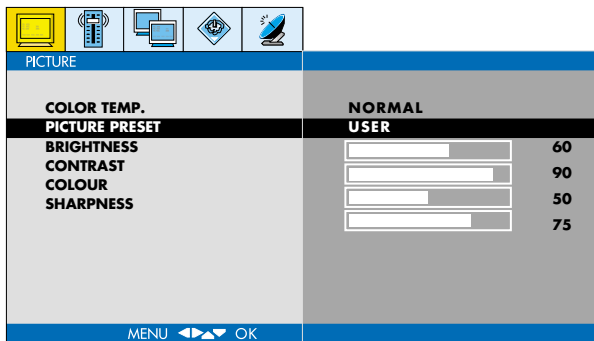 PICTURE
COLOR TEMP. NORMAL
PICTURE PRESET USER
BRIGHTNESS 60
CONTRAST 90
COLOUR 50
SHARPNESS 75
MENU ◀▶▲▼ OK